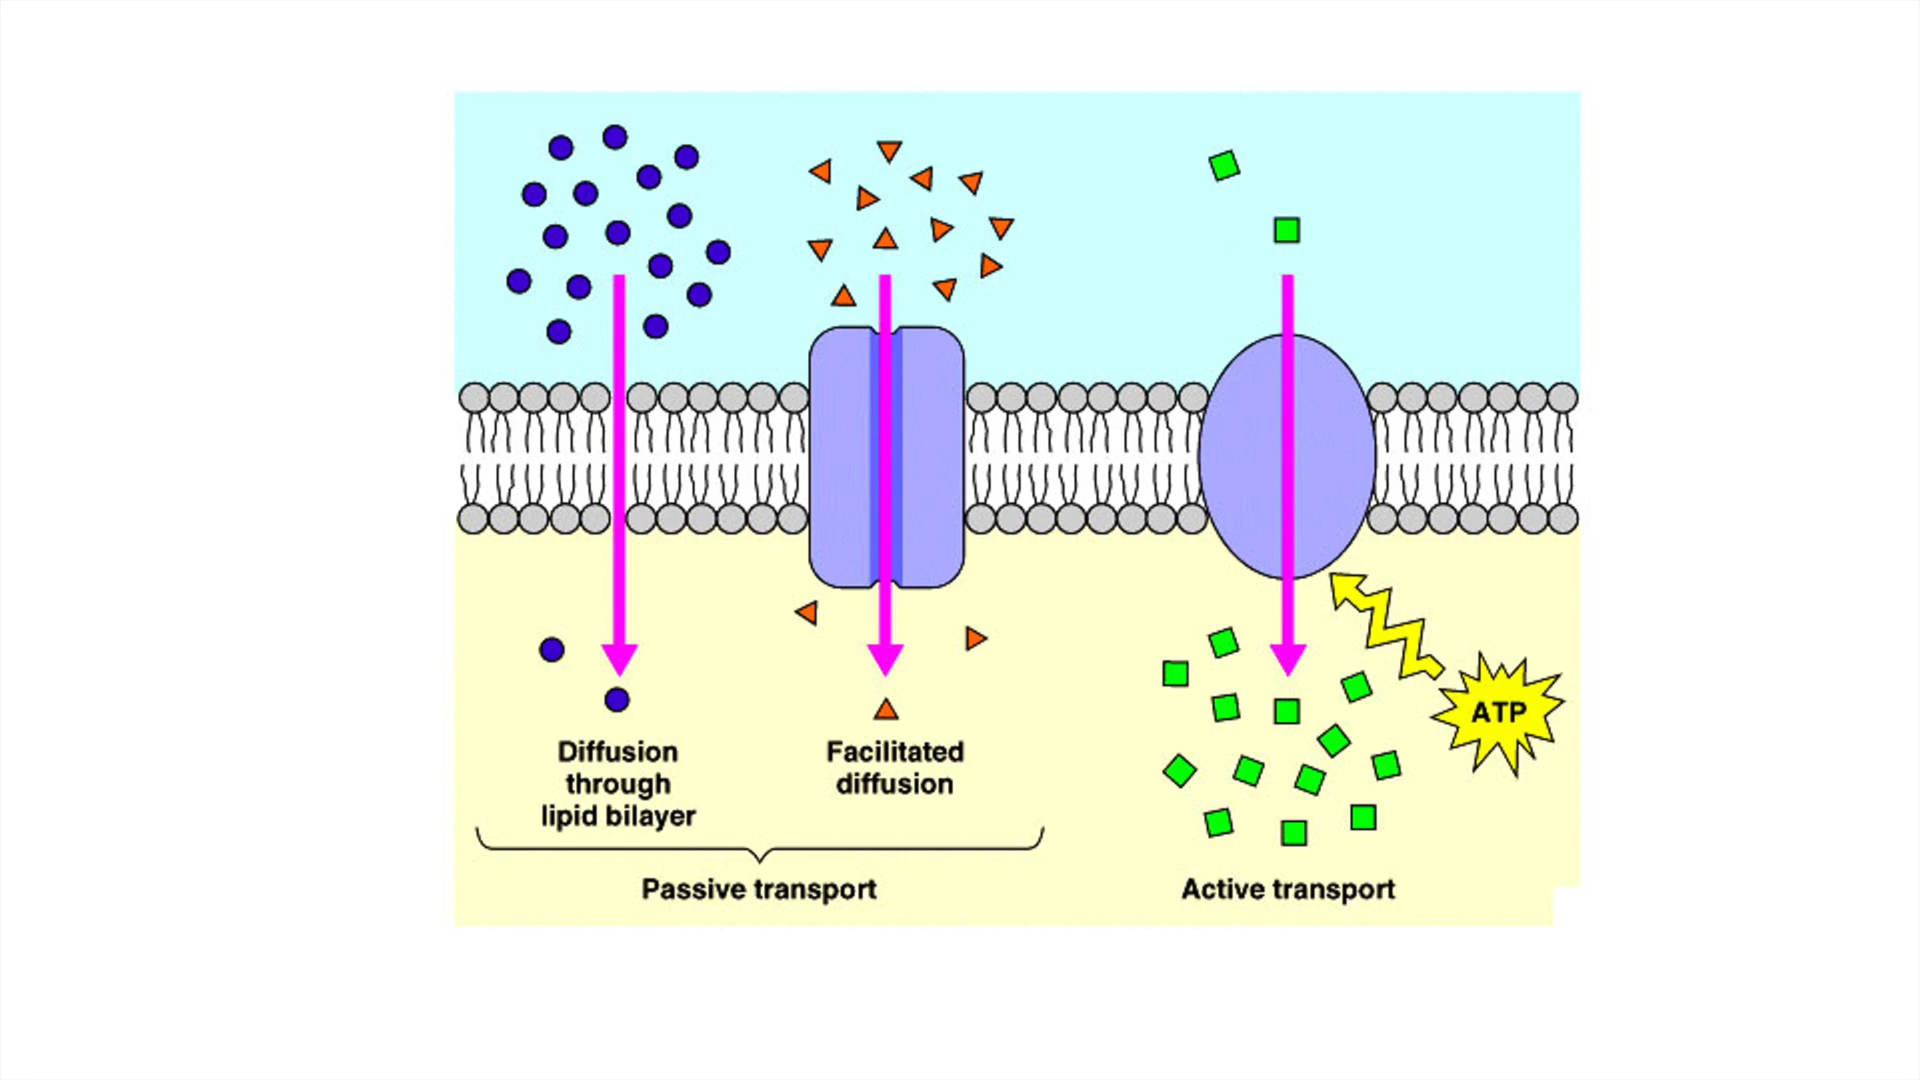 ATP
Diffusion
through
lipid bilayer
Facilitated
diffusion
Passive transport
Active transport